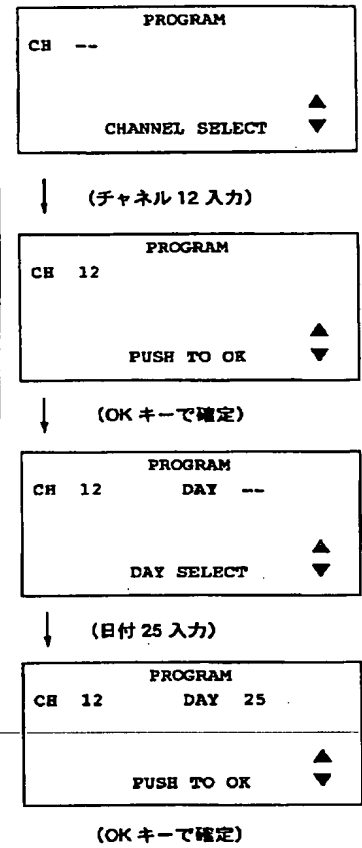 PROGRAM
CH --
▲
CHANNEL SELECT ▼
↓ (チャネル 12 入力)
PROGRAM
CH 12
▲
PUSH TO OK ▼
↓ (OK キーで確定)
PROGRAM
CH 12 DAY --
▲
DAY SELECT ▼
↓ (日付 25 入力)
PROGRAM
CH 12 DAY 25
▲
PUSH TO OK ▼
(OK キーで確定)